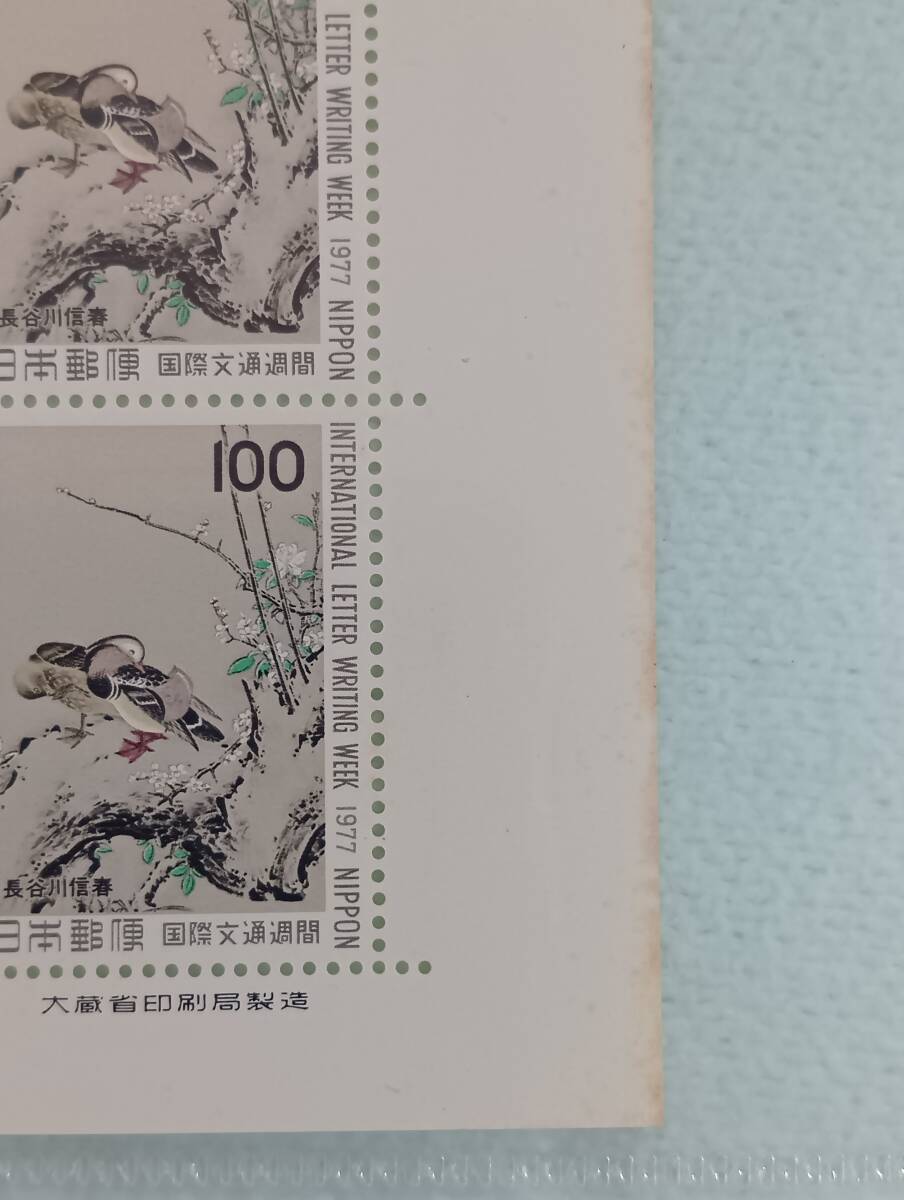 LETTER WRITING WEEK 1977 NIPPON
長谷川信春
日本郵便 国際文通週間
100
INTERNATIONAL LETTER WRITING WEEK 1977 NIPPON
長谷川信春
日本郵便 国際文通週間
大蔵省印刷局製造